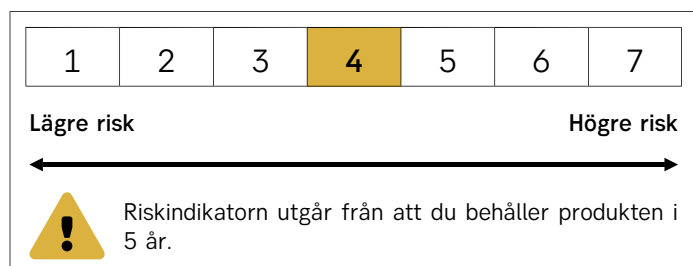 1 2 3 4 5 6 7
Lägre risk Högre risk
Riskindikatorn utgår från att du behåller produkten i
5 år.